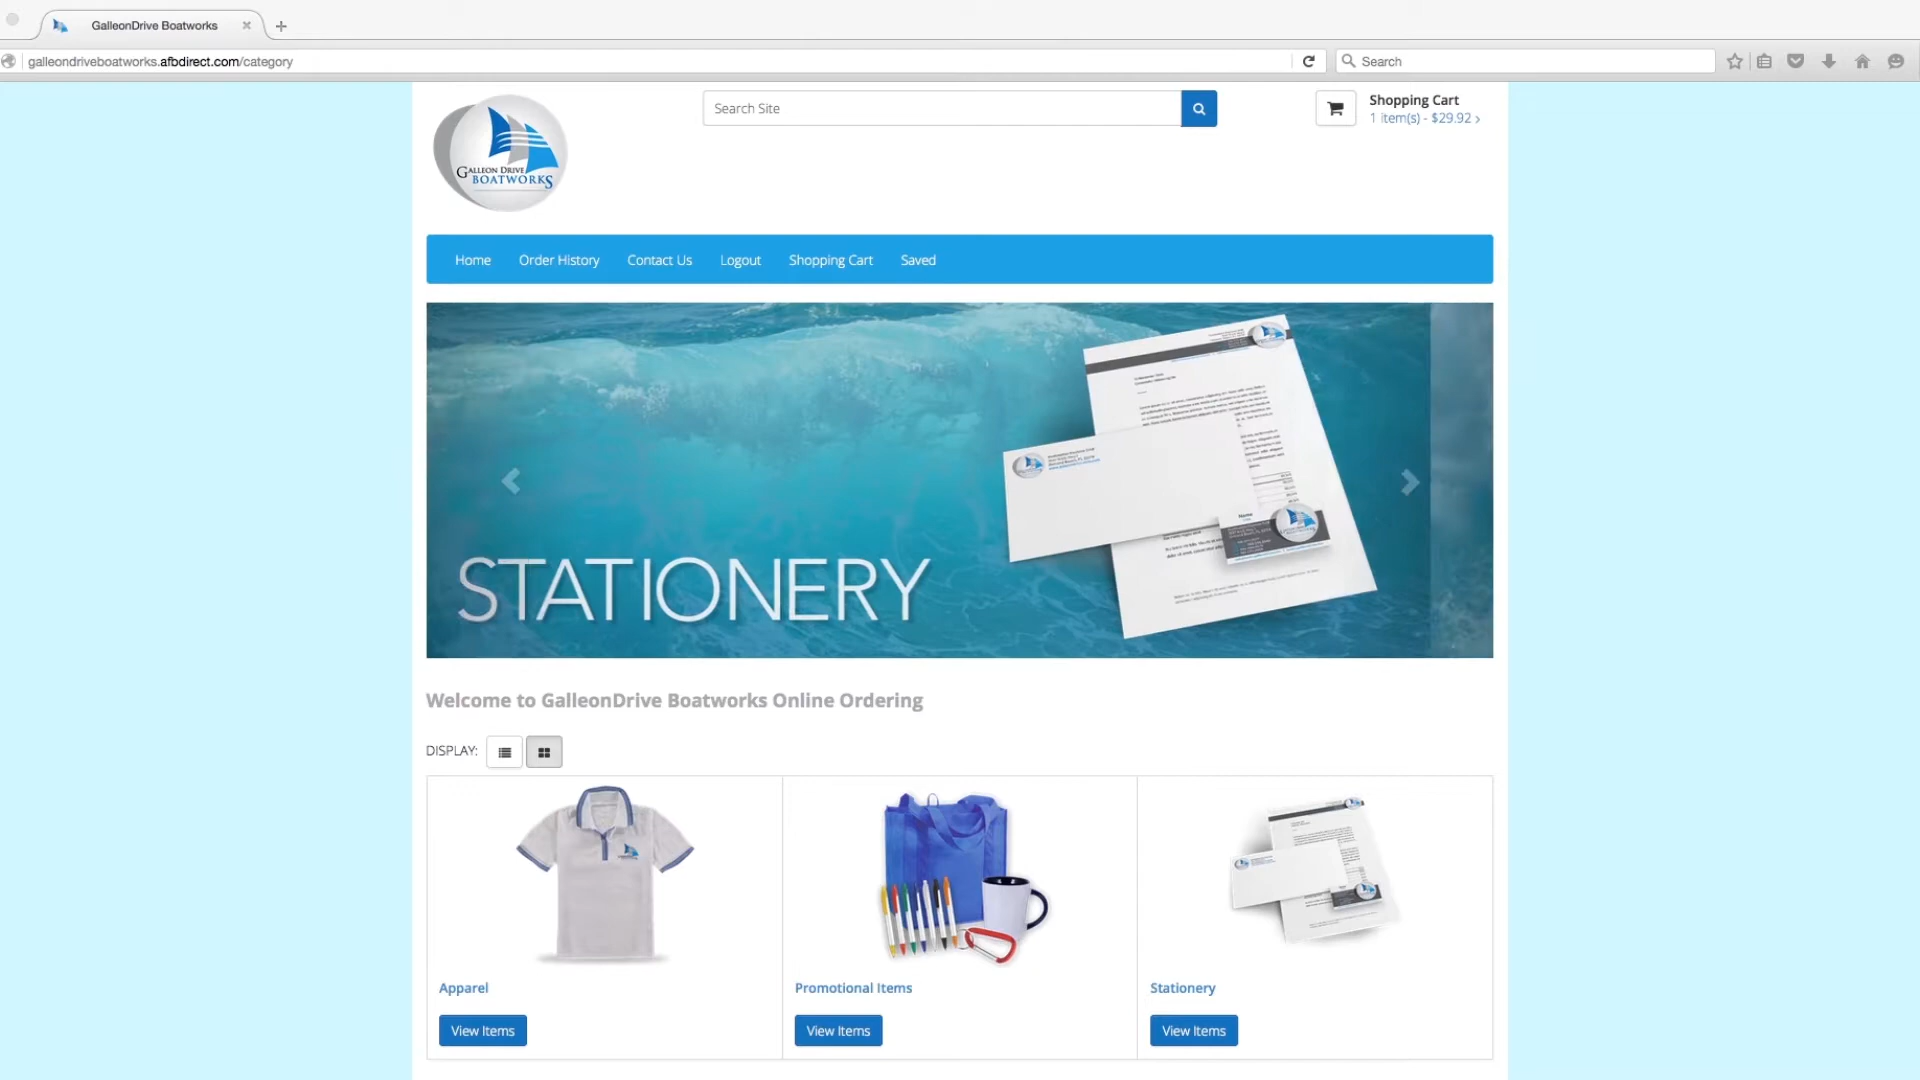 GalleonDrive Boatworks
galleondriveboatworks.afbdirect.com/category
Search
GALLEON DRIVE
BOATWORKS
Search Site
Shopping Cart
1 item(s) - $29.92 ›
Home Order History Contact Us Logout Shopping Cart Saved
STATIONERY
Name
Welcome to GalleonDrive Boatworks Online Ordering
DISPLAY:
Apparel Promotional Items Stationery
View Items View Items View Items